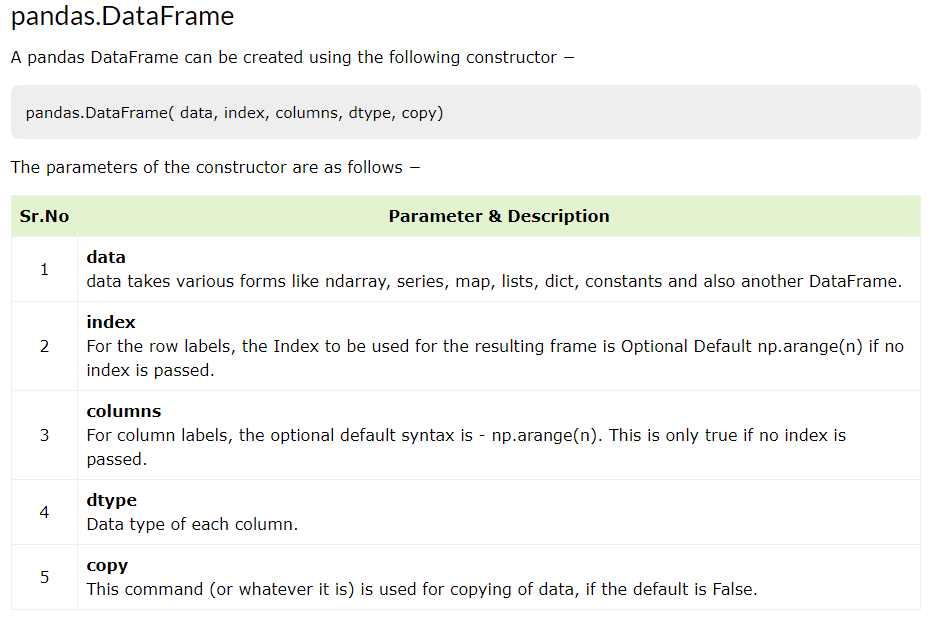 pandas.DataFrame
A pandas DataFrame can be created using the following constructor −
pandas.DataFrame( data, index, columns, dtype, copy)
The parameters of the constructor are as follows −
Sr.No Parameter & Description
1
data
data takes various forms like ndarray, series, map, lists, dict, constants and also another DataFrame.
2
index
For the row labels, the Index to be used for the resulting frame is Optional Default np.arange(n) if no
index is passed.
3
columns
For column labels, the optional default syntax is - np.arange(n). This is only true if no index is
passed.
4
dtype
Data type of each column.
5
copy
This command (or whatever it is) is used for copying of data, if the default is False.